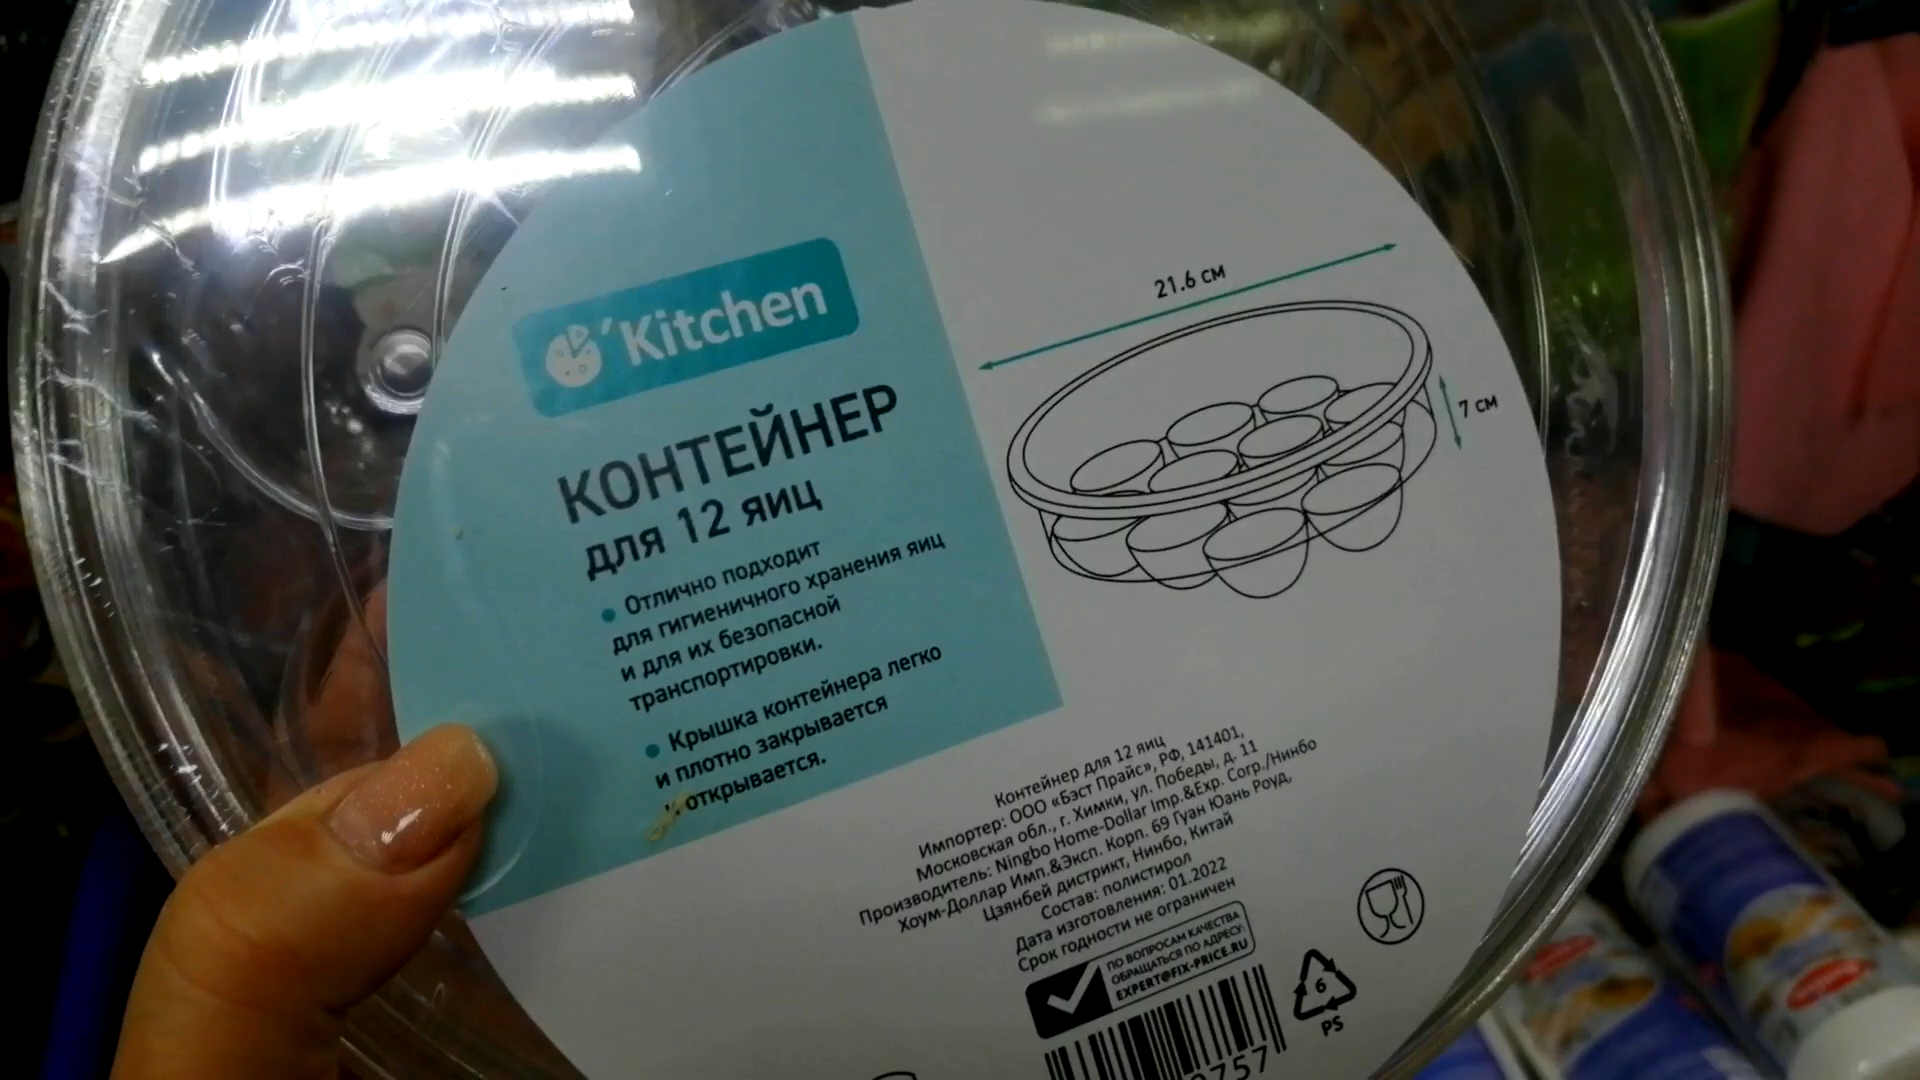 'Kitchen
КОНТЕЙНЕР
для 12 яиц
• Отлично подходит
для гигиеничного хранения яиц
и для их безопасной
транспортировки.
• Крышка контейнера легко
и плотно закрывается
и открывается.
21.6 см
7 см
Контейнер для 12 яиц
Импортер: ООО «Бэст Прайс», РФ, 141401,
Московская обл., г. Химки, ул. Победы, д. 11
Производитель: Ningbo Home-Dollar Imp.&Exp. Corp./Нинбо
Хоум-Доллар Имп.&Эксп. Корп. 69 Гуан Юань Роуд,
Цзянбей дистрикт, Нинбо, Китай
Состав: полистирол
Дата изготовления: 01.2022
Срок годности не ограничен
ПО ВОПРОСАМ КАЧЕСТВА
ОБРАЩАТЬСЯ ПО АДРЕСУ:
EXPERT@FIX-PRICE.RU
6
PS